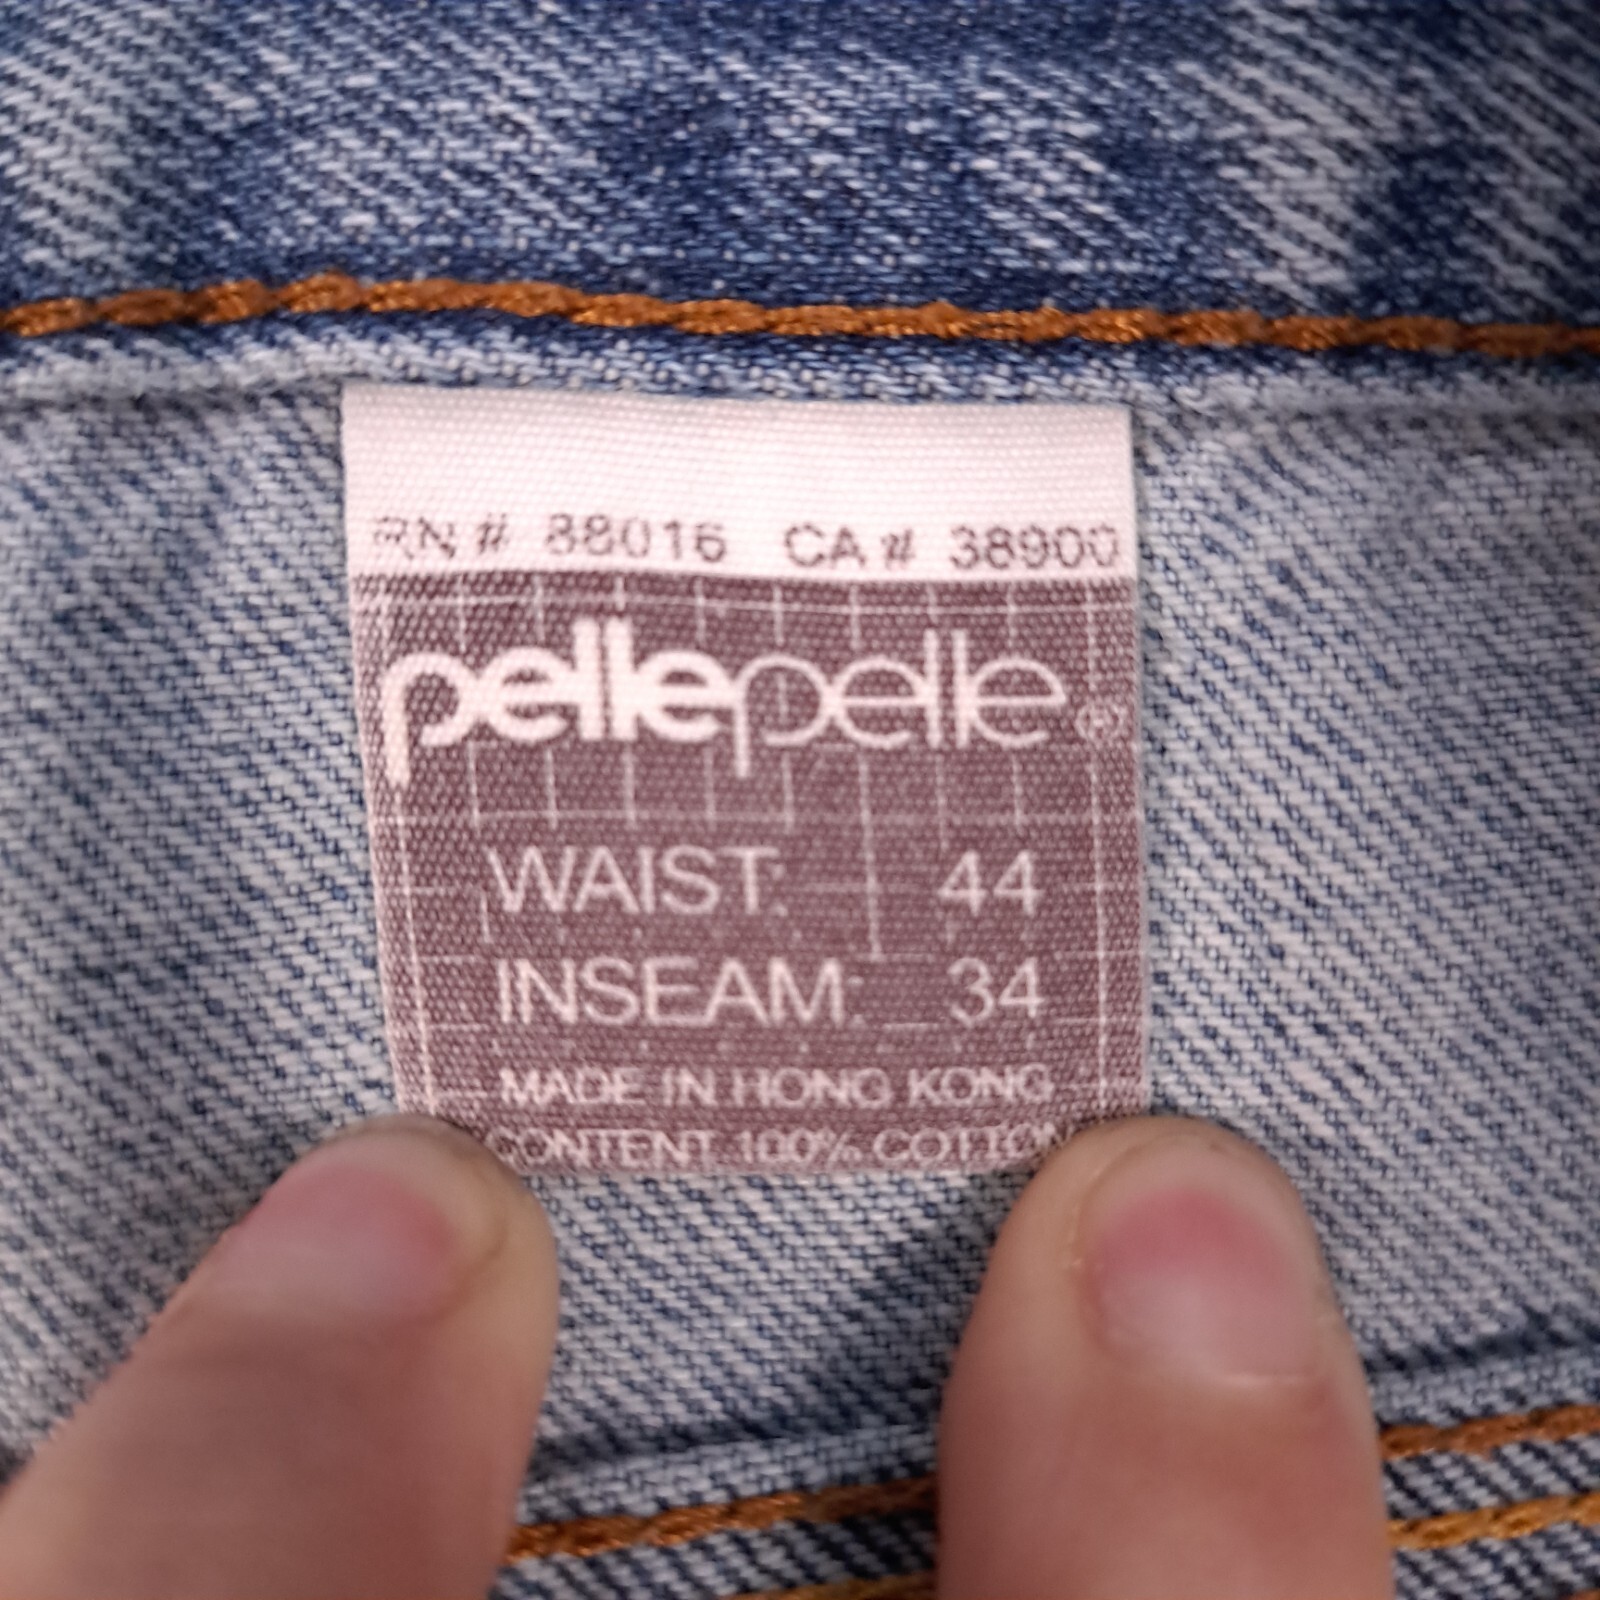 RN # 88016 CA # 38900
pellepelle®
WAIST: 44
INSEAM: 34
MADE IN HONG KONG
CONTENT 100% COTTON